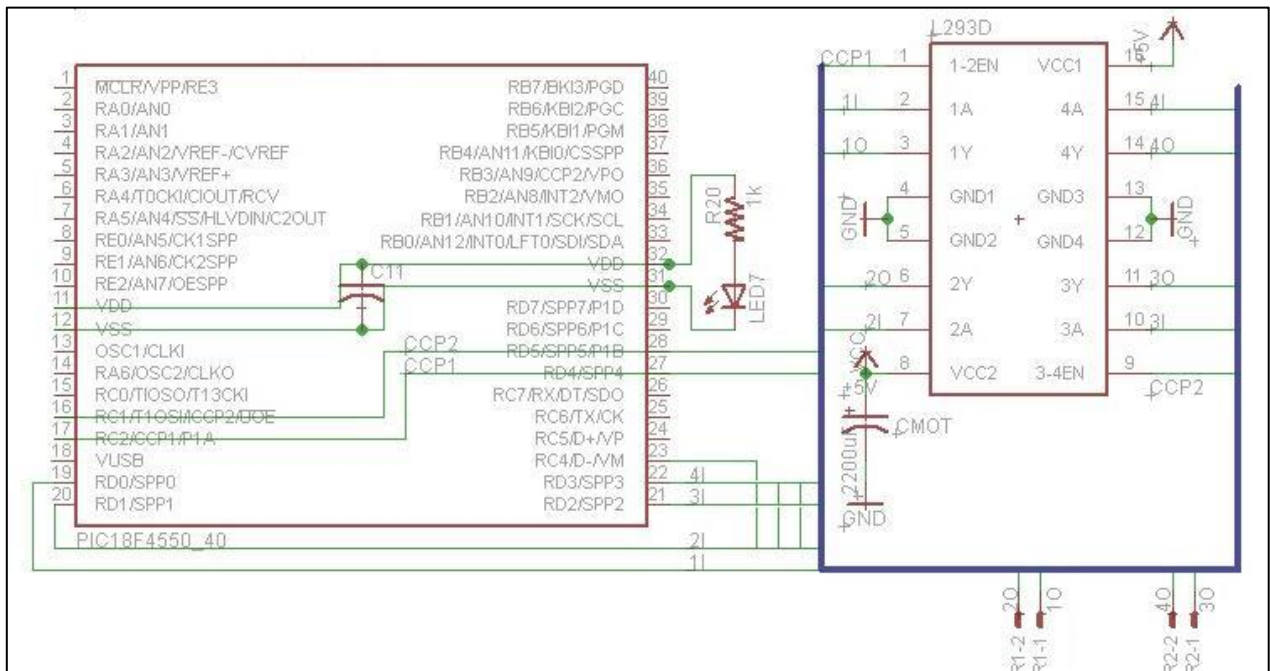 1 MCLR/VPP/RE3
2 RA0/AN0
3 RA1/AN1
4 RA2/AN2/VREF-/CVREF
5 RA3/AN3/VREF+
6 RA4/T0CKI/CIOUT/RCV
7 RA5/AN4/SS/HLVDIN/C2OUT
8 RE0/AN5/CK1SPP
9 RE1/AN6/CK2SPP
10 RE2/AN7/OESPP
11 VDD
12 VSS
13 OSC1/CLKI
14 RA6/OSC2/CLKO
15 RC0/TIOSO/T13CKI
16 RC1/T1OSI/CCP2/UOE
17 RC2/CCP1/P1A
18 VUSB
19 RD0/SPP0
20 RD1/SPP1
PIC18F4550_40
RB7/BKI3/PGD 40
RB6/KBI2/PGC 39
RB5/KBI1/PGM 38
RB4/AN11/KBI0/CSSPP 37
RB3/AN9/CCP2/VPO 36
RB2/AN8/INT2/VMO 35
RB1/AN10/INT1/SCK/SCL 34
RB0/AN12/INT0/LFT0/SDI/SDA 33
VDD 32
VSS 31
RD7/SPP7/P1D 30
RD6/SPP6/P1C 29
RD5/SPP5/P1B 28
RD4/SPP4 27
RC7/RX/DT/SDO 26
RC6/TX/CK 25
RC5/D+/VP 24
RC4/D-/VM 23
RD3/SPP3 22
RD2/SPP2 21
C11
CCP2
CCP1
4I
3I
2I
1I
R20
1k
LED7
L293D
CCP1 1 1-2EN
1I 2 1A
1O 3 1Y
4 GND1
GND
5 GND2
2O 6 2Y
2I 7 2A
8 VCC2
VCC1 16
+5V
4A 15 4I
4Y 14 4O
GND3 13
GND
GND4 12
3Y 11 3O
3A 10 3I
3-4EN 9
CCP2
VCC
+5V
CMOT
2200u
GND
2O
1O
4O
3O
R1-2
R1-1
R2-2
R2-1